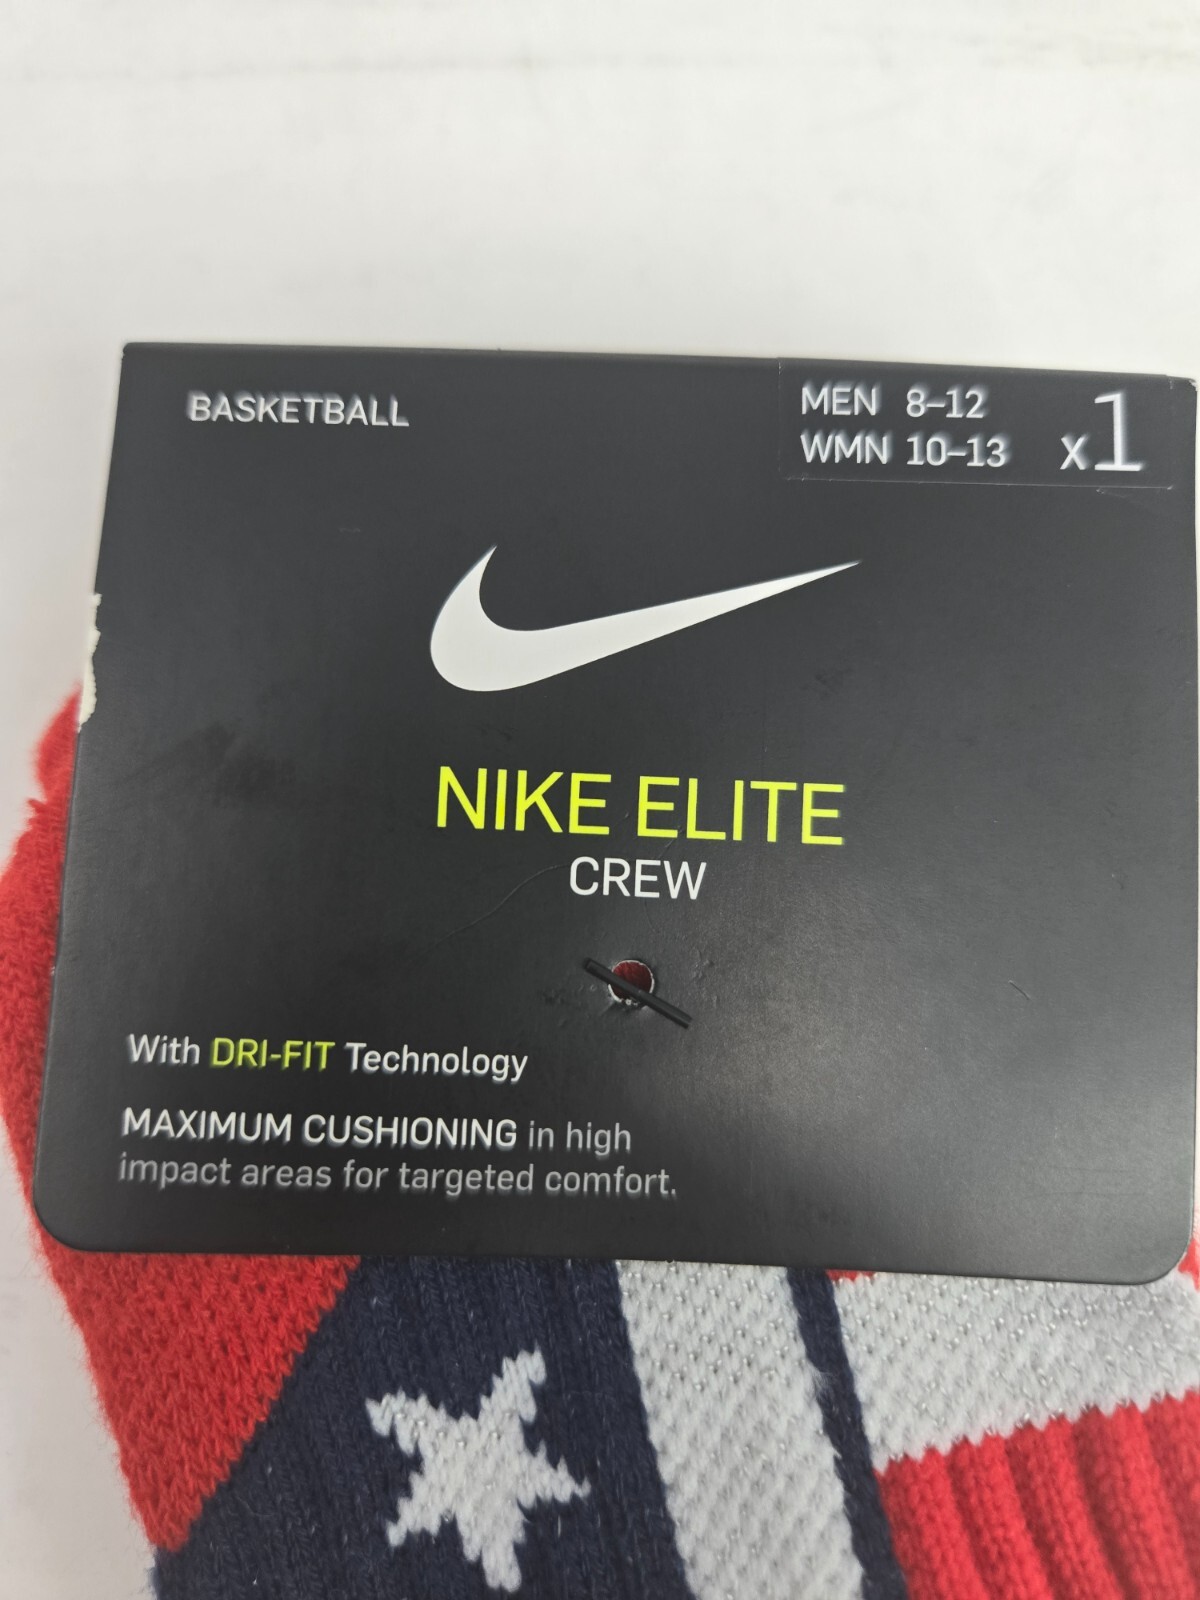 BASKETBALL
MEN 8–12
WMN 10–13 x1
NIKE ELITE
CREW
With DRI-FIT Technology
MAXIMUM CUSHIONING in high
impact areas for targeted comfort.